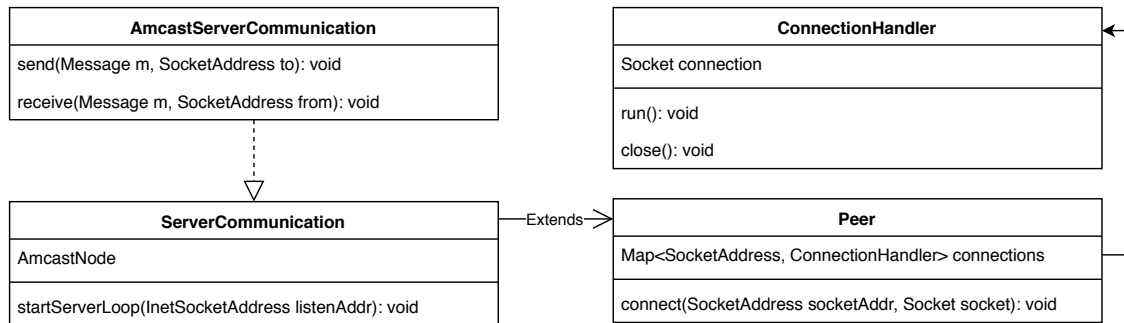 AmcastServerCommunication
send(Message m, SocketAddress to): void
receive(Message m, SocketAddress from): void
ConnectionHandler
Socket connection
run(): void
close(): void
ServerCommunication
AmcastNode
startServerLoop(InetSocketAddress listenAddr): void
Extends
Peer
Map<SocketAddress, ConnectionHandler> connections
connect(SocketAddress socketAddr, Socket socket): void